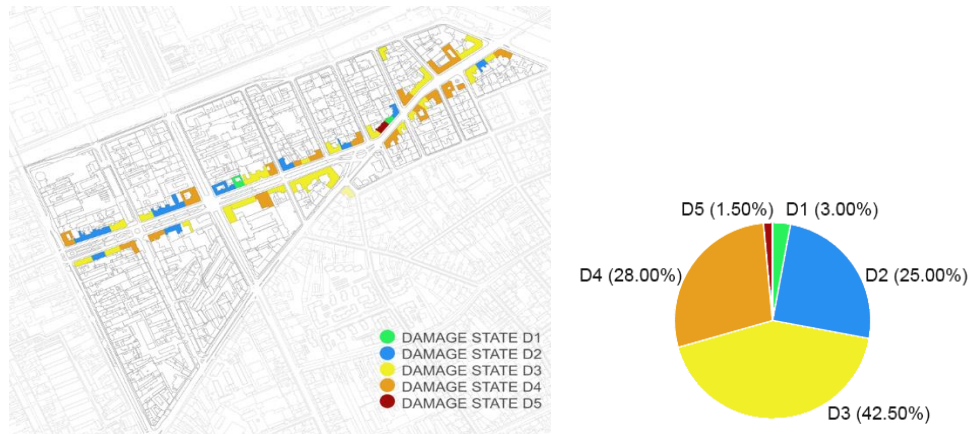 DAMAGE STATE D1
DAMAGE STATE D2
DAMAGE STATE D3
DAMAGE STATE D4
DAMAGE STATE D5
D5 (1.50%)
D1 (3.00%)
D4 (28.00%)
D2 (25.00%)
D3 (42.50%)